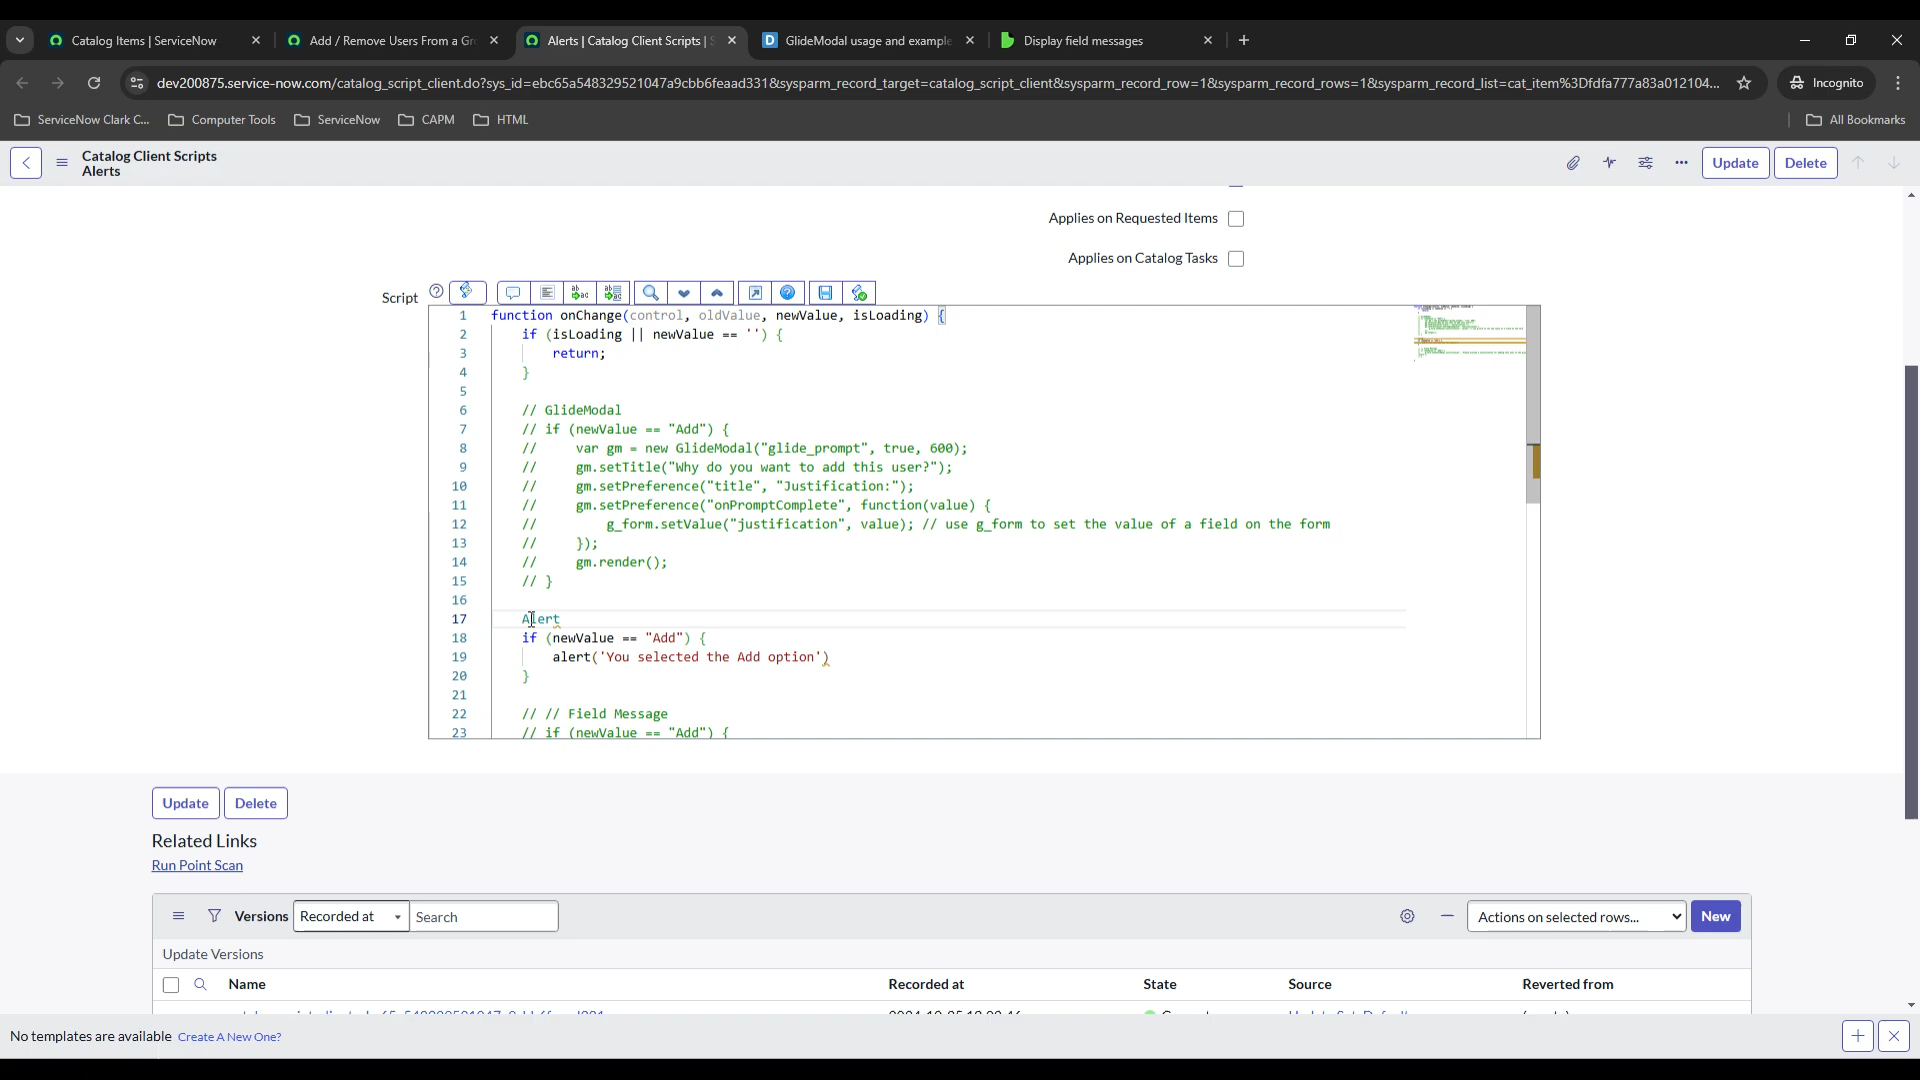 Catalog Items | ServiceNow
Add / Remove Users From a Gr
Alerts | Catalog Client Scripts |
GlideModal usage and example
Display field messages
dev200875.service-now.com/catalog_script_client.do?sys_id=ebc65a548329521047a9cbb6feaad331&sysparm_record_target=catalog_script_client&sysparm_record_row=1&sysparm_record_rows=1&sysparm_record_list=cat_item%3Dfdfa777a83a012104...
Incognito
ServiceNow Clark C...
Computer Tools
ServiceNow
CAPM
HTML
All Bookmarks
Catalog Client Scripts
Alerts
Update
Delete
Applies on Requested Items
Applies on Catalog Tasks
Script
1 function onChange(control, oldValue, newValue, isLoading) {
2 if (isLoading || newValue == '') {
3 return;
4 }
5
6 // GlideModal
7 // if (newValue == "Add") {
8 // var gm = new GlideModal("glide_prompt", true, 600);
9 // gm.setTitle("Why do you want to add this user?");
10 // gm.setPreference("title", "Justification:");
11 // gm.setPreference("onPromptComplete", function(value) {
12 // g_form.setValue("justification", value); // use g_form to set the value of a field on the form
13 // });
14 // gm.render();
15 // }
16
17 Alert
18 if (newValue == "Add") {
19 alert('You selected the Add option')
20 }
21
22 // // Field Message
23 // if (newValue == "Add") {
Update
Delete
Related Links
Run Point Scan
Versions
Recorded at
Search
Actions on selected rows...
New
Update Versions
Name
Recorded at
State
Source
Reverted from
No templates are available Create A New One?